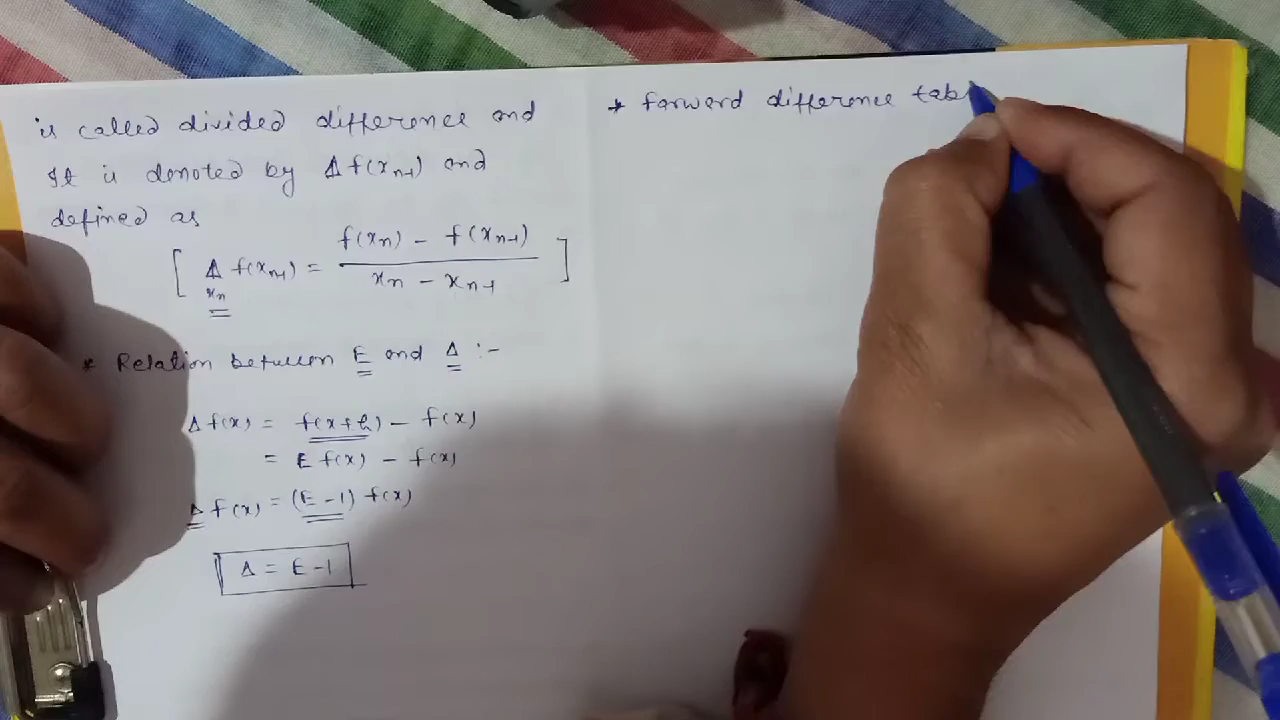 is called divided difference and
It is denoted by Δ f(xn-1) and
defined as
[ Δ f(xn-1) = f(xn) - f(xn-1) / xn - xn-1 ]
xn
* Relation between E and Δ :-
Δ f(x) = f(x+h) - f(x)
= E f(x) - f(x)
Δ f(x) = (E-1) f(x)
Δ = E-1
* Forward difference tab